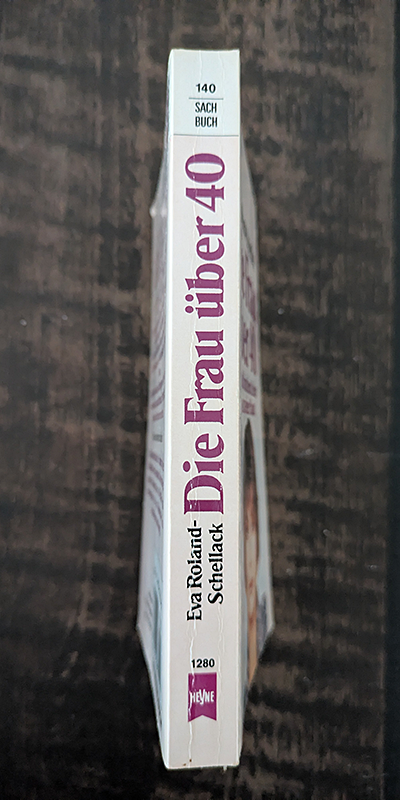 140
SACH
BUCH
Die Frau über 40
Eva Roland-
Schellack
1280
HEYNE